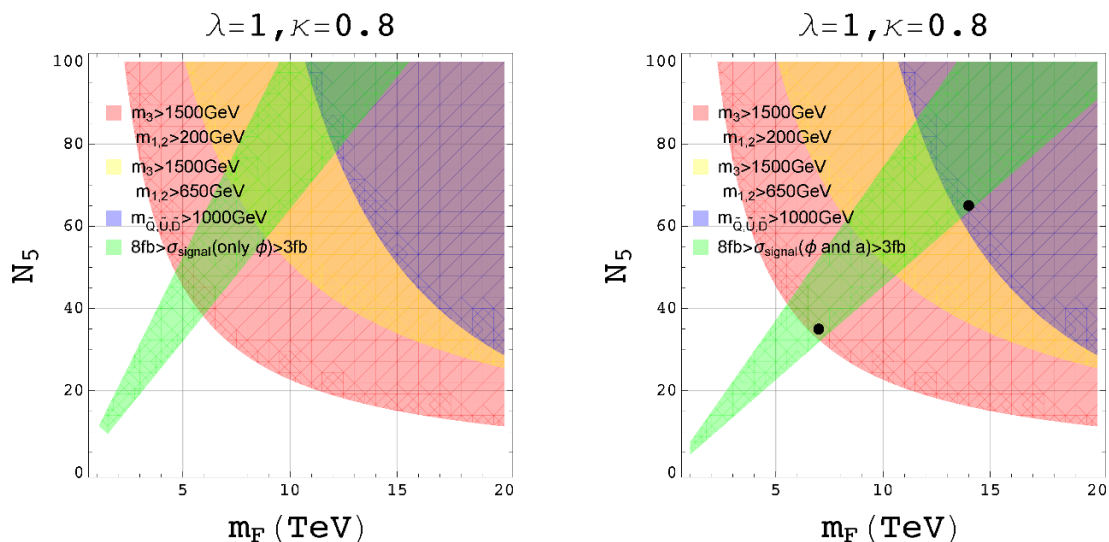 λ=1,κ=0.8
100
80
60
40
20
0
N5
m3>1500GeV
m1,2>200GeV
m3>1500GeV
m1,2>650GeV
mQ̃,Ũ,D̃>1000GeV
8fb>σsignal(only ϕ)>3fb
5
10
15
20
mF(TeV)
λ=1,κ=0.8
100
80
60
40
20
0
N5
m3>1500GeV
m1,2>200GeV
m3>1500GeV
m1,2>650GeV
mQ̃,Ũ,D̃>1000GeV
8fb>σsignal(ϕ and a)>3fb
5
10
15
20
mF(TeV)